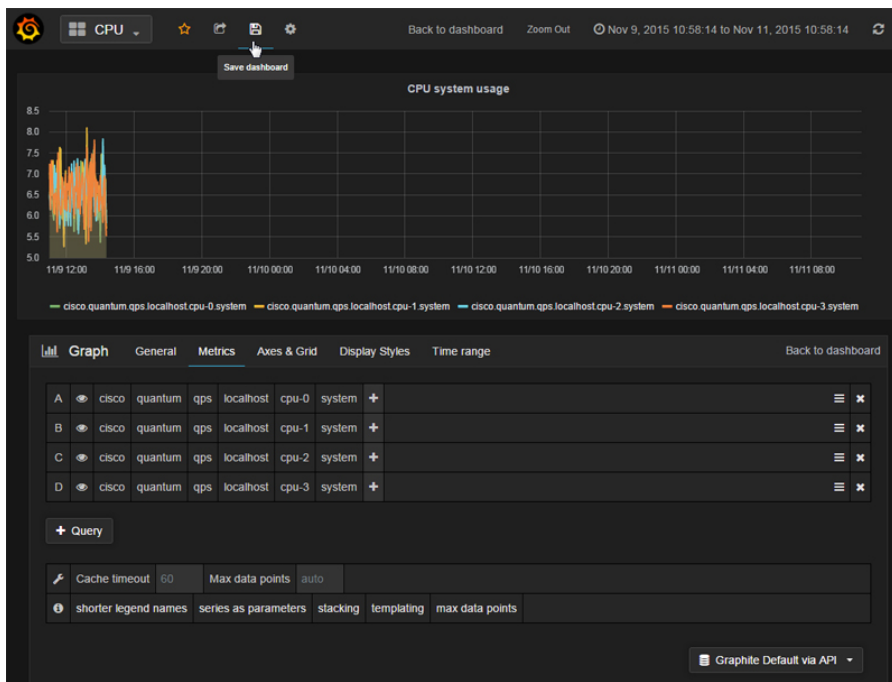 CPU Back to dashboard Zoom Out Nov 9, 2015 10:58:14 to Nov 11, 2015 10:58:14
Save dashboard
CPU system usage
8.5
8.0
7.5
7.0
6.5
6.0
5.5
5.0
11/9 12:00 11/9 16:00 11/9 20:00 11/10 00:00 11/10 04:00 11/10 08:00 11/10 12:00 11/10 16:00 11/10 20:00 11/11 00:00 11/11 04:00 11/11 08:00
cisco.quantum.qps.localhost.cpu-0.system cisco.quantum.qps.localhost.cpu-1.system cisco.quantum.qps.localhost.cpu-2.system cisco.quantum.qps.localhost.cpu-3.system
Graph General Metrics Axes & Grid Display Styles Time range Back to dashboard
A cisco quantum qps localhost cpu-0 system +
B cisco quantum qps localhost cpu-1 system +
C cisco quantum qps localhost cpu-2 system +
D cisco quantum qps localhost cpu-3 system +
+ Query
Cache timeout 60 Max data points auto
shorter legend names series as parameters stacking templating max data points
Graphite Default via API